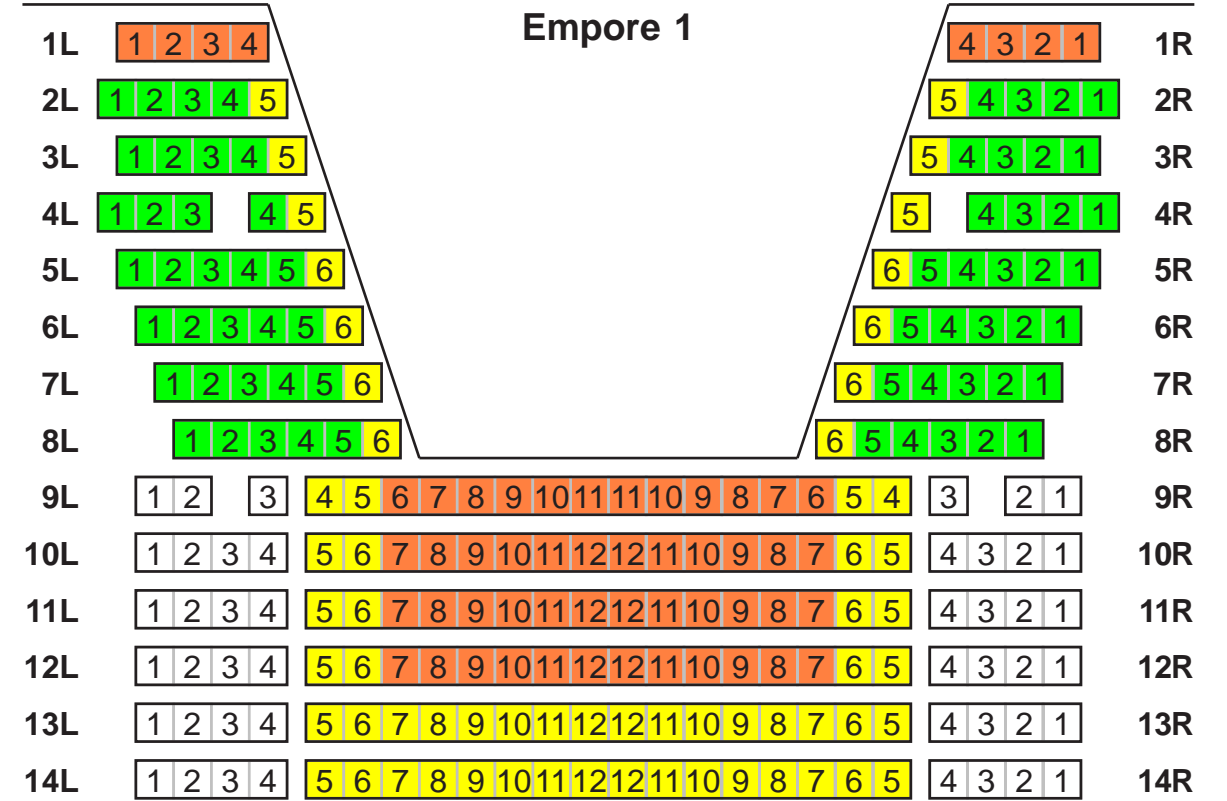 Empore 1
1L 1 2 3 4 4 3 2 1 1R
2L 1 2 3 4 5 5 4 3 2 1 2R
3L 1 2 3 4 5 5 4 3 2 1 3R
4L 1 2 3 4 5 5 4 3 2 1 4R
5L 1 2 3 4 5 6 6 5 4 3 2 1 5R
6L 1 2 3 4 5 6 6 5 4 3 2 1 6R
7L 1 2 3 4 5 6 6 5 4 3 2 1 7R
8L 1 2 3 4 5 6 6 5 4 3 2 1 8R
9L 1 2 3 4 5 6 7 8 9 10 11 11 10 9 8 7 6 5 4 3 2 1 9R
10L 1 2 3 4 5 6 7 8 9 10 11 12 12 11 10 9 8 7 6 5 4 3 2 1 10R
11L 1 2 3 4 5 6 7 8 9 10 11 12 12 11 10 9 8 7 6 5 4 3 2 1 11R
12L 1 2 3 4 5 6 7 8 9 10 11 12 12 11 10 9 8 7 6 5 4 3 2 1 12R
13L 1 2 3 4 5 6 7 8 9 10 11 12 12 11 10 9 8 7 6 5 4 3 2 1 13R
14L 1 2 3 4 5 6 7 8 9 10 11 12 12 11 10 9 8 7 6 5 4 3 2 1 14R